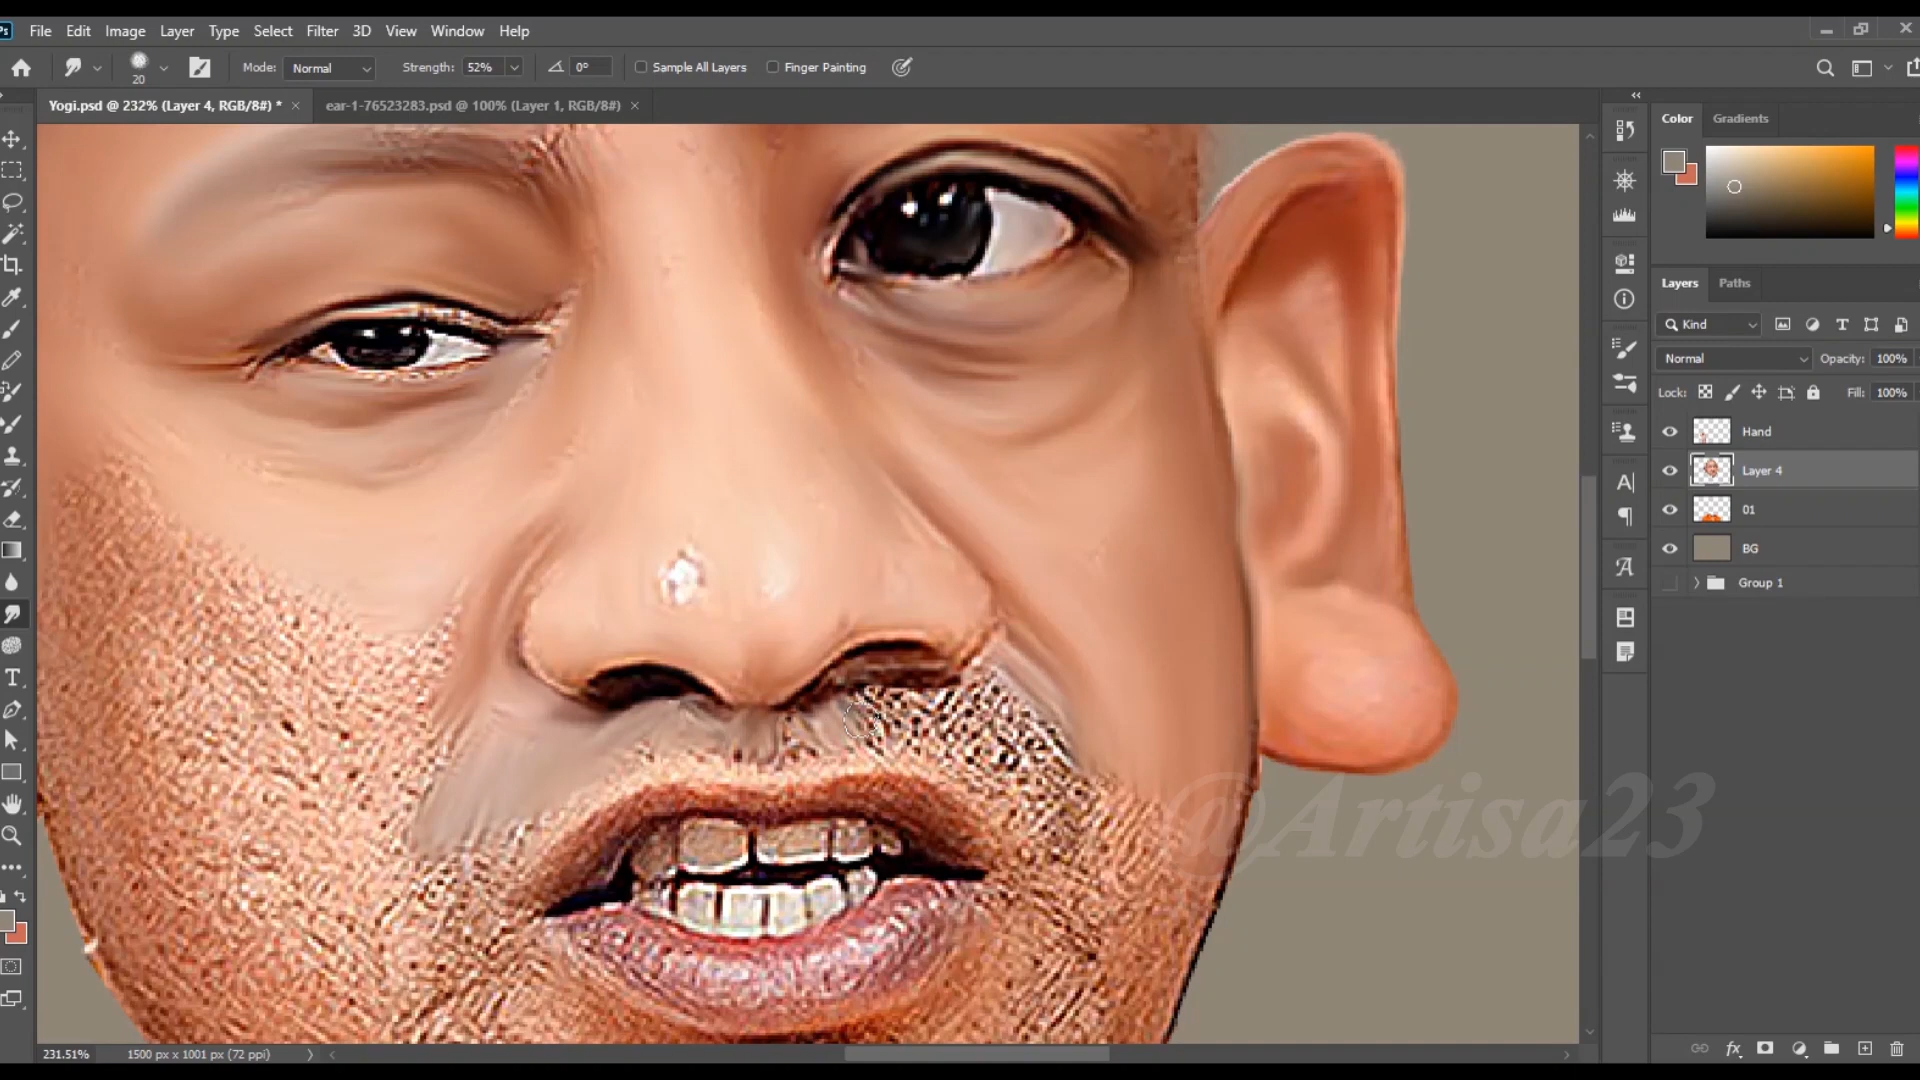 Ps File Edit Image Layer Type Select Filter 3D View Window Help
20 Mode: Normal Strength: 52% 0° Sample All Layers Finger Painting
Yogi.psd @ 232% (Layer 4, RGB/8#) * × ear-1-76523283.psd @ 100% (Layer 1, RGB/8#) ×
Color Gradients
Layers Paths
Kind
Normal Opacity: 100%
Lock: Fill: 100%
Hand
Layer 4
01
BG
Group 1
@Artisa23
fx
231.51% 1500 px x 1001 px (72 ppi)